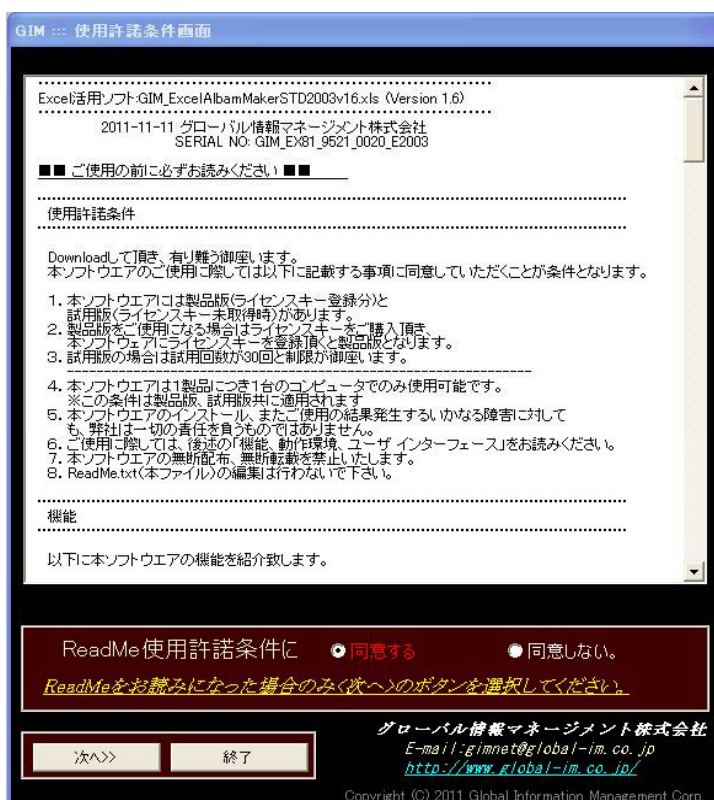 GIM ::: 使用許諾条件画面
Excel活用ソフト:GIM_ExcelAlbamMakerSTD2003v16.xls (Version 1.6)
2011-11-11 グローバル情報マネージメント株式会社
SERIAL NO: GIM_EX81_9521_0020_E2003
■■ ご使用の前に必ずお読みください ■■
使用許諾条件
Downloadして頂き、有り難う御座います。
本ソフトウエアのご使用に際しては以下に記載する事項に同意していただくことが条件となります。
1. 本ソフトウエアには製品版(ライセンスキー登録分)と
試用版(ライセンスキー未取得時)があります。
2. 製品版をご使用になる場合はライセンスキーをご購入頂き、
本ソフトウェアにライセンスキーを登録頂くと製品版となります。
3. 試用版の場合は試用回数が30回と制限が御座います。
4. 本ソフトウエアは1製品につき1台のコンピュータでのみ使用可能です。
※この条件は製品版、試用版共に適用されます
5. 本ソフトウエアのインストール、またご使用の結果発生するいかなる障害に対して
も、弊社は一切の責任を負うものではありません。
6. ご使用に際しては、後述の「機能、動作環境、ユーザ インターフェース」をお読みください。
7. 本ソフトウエアの無断配布、無断転載を禁止いたします。
8. ReadMe.txt(本ファイル)の編集は行わないで下さい。
機能
以下に本ソフトウエアの機能を紹介致します。
ReadMe使用許諾条件に 同意する 同意しない。
ReadMeをお読みになった場合のみ<次へ>のボタンを選択してください。
グローバル情報マネージメント株式会社
E-mail:gimnet@global-im.co.jp
次へ>> 終了
http://www.global-im.co.jp/
Copyright (C) 2011 Global Information Management Corp.